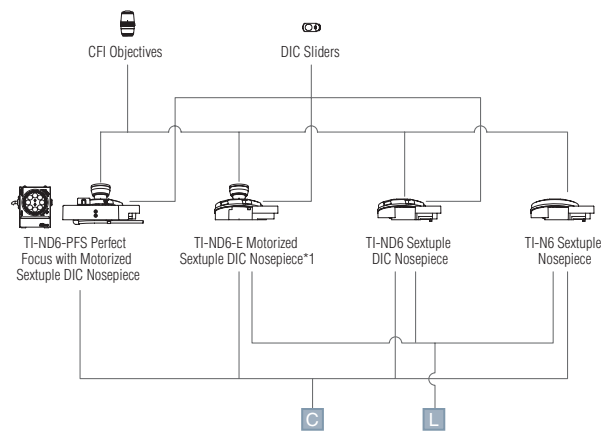 CFI Objectives
DIC Sliders
TI-ND6-PFS Perfect
Focus with Motorized
Sextuple DIC Nosepiece
TI-ND6-E Motorized
Sextuple DIC Nosepiece*1
TI-ND6 Sextuple
DIC Nosepiece
TI-N6 Sextuple
Nosepiece
C
L